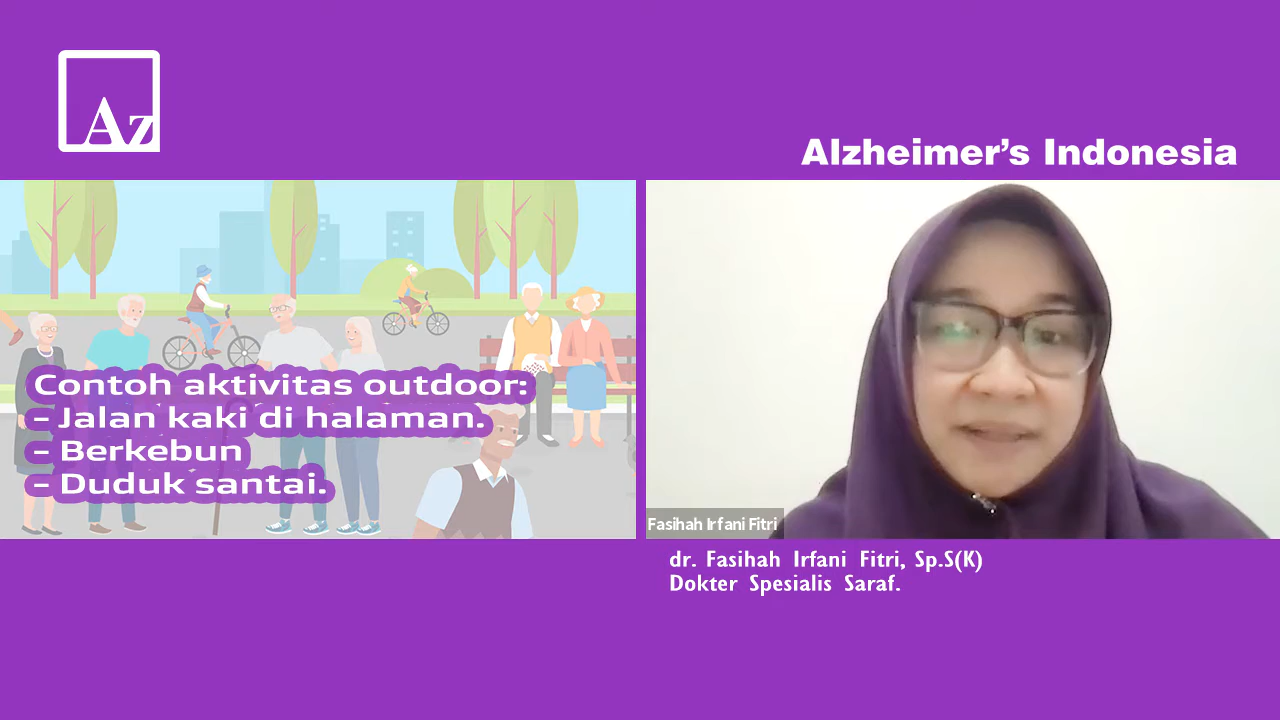 Az
Alzheimer's Indonesia
Contoh aktivitas outdoor:
- Jalan kaki di halaman.
- Berkebun
- Duduk santai.
Fasihah Irfani Fitri
dr. Fasihah Irfani Fitri, Sp.S(K)
Dokter Spesialis Saraf.